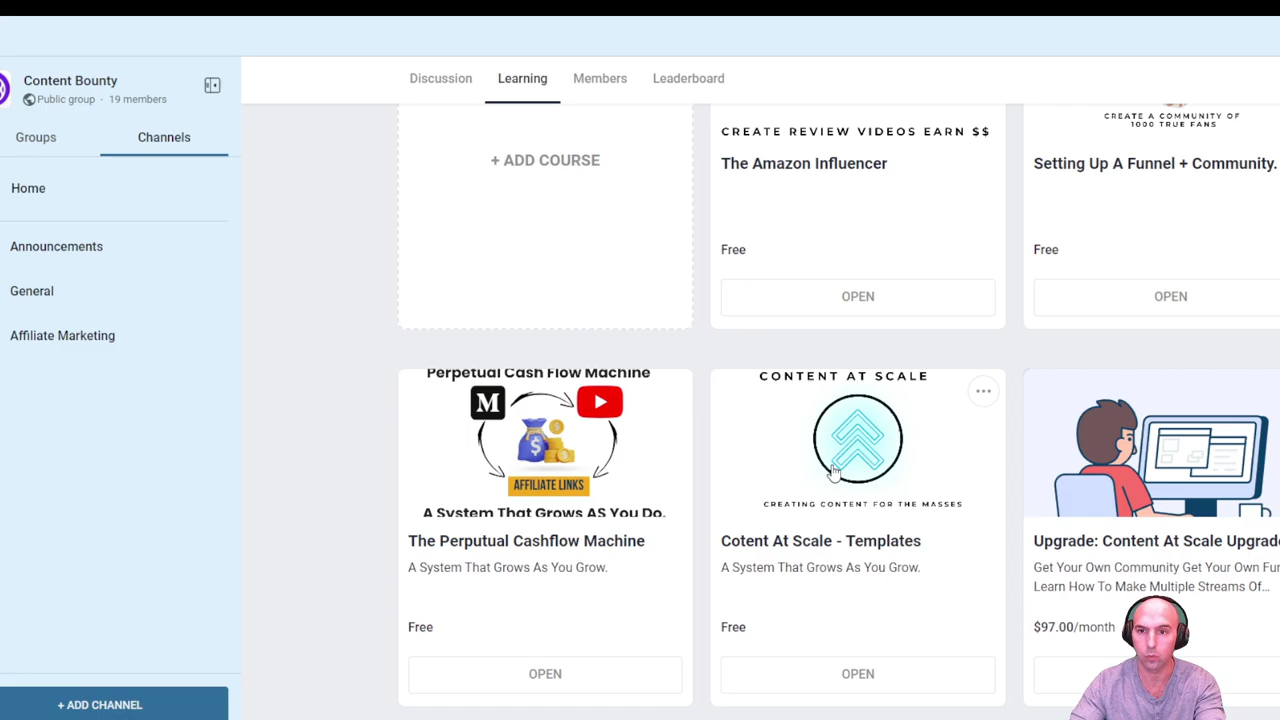 Content Bounty
Public group · 19 members
Groups
Channels
Home
Announcements
General
Affiliate Marketing
+ ADD CHANNEL
Discussion
Learning
Members
Leaderboard
+ ADD COURSE
CREATE REVIEW VIDEOS EARN $$
The Amazon Influencer
Free
OPEN
CREATE A COMMUNITY OF
1000 TRUE FANS
Setting Up A Funnel + Community.
Free
OPEN
Perpetual Cash Flow Machine
M
AFFILIATE LINKS
A System That Grows AS You Do.
The Perputual Cashflow Machine
A System That Grows As You Grow.
Free
OPEN
CONTENT AT SCALE
CREATING CONTENT FOR THE MASSES
Cotent At Scale - Templates
A System That Grows As You Grow.
Free
OPEN
Upgrade: Content At Scale Upgrade
Get Your Own Community Get Your Own
Learn How To Make Multiple Streams Of...
$97.00/month